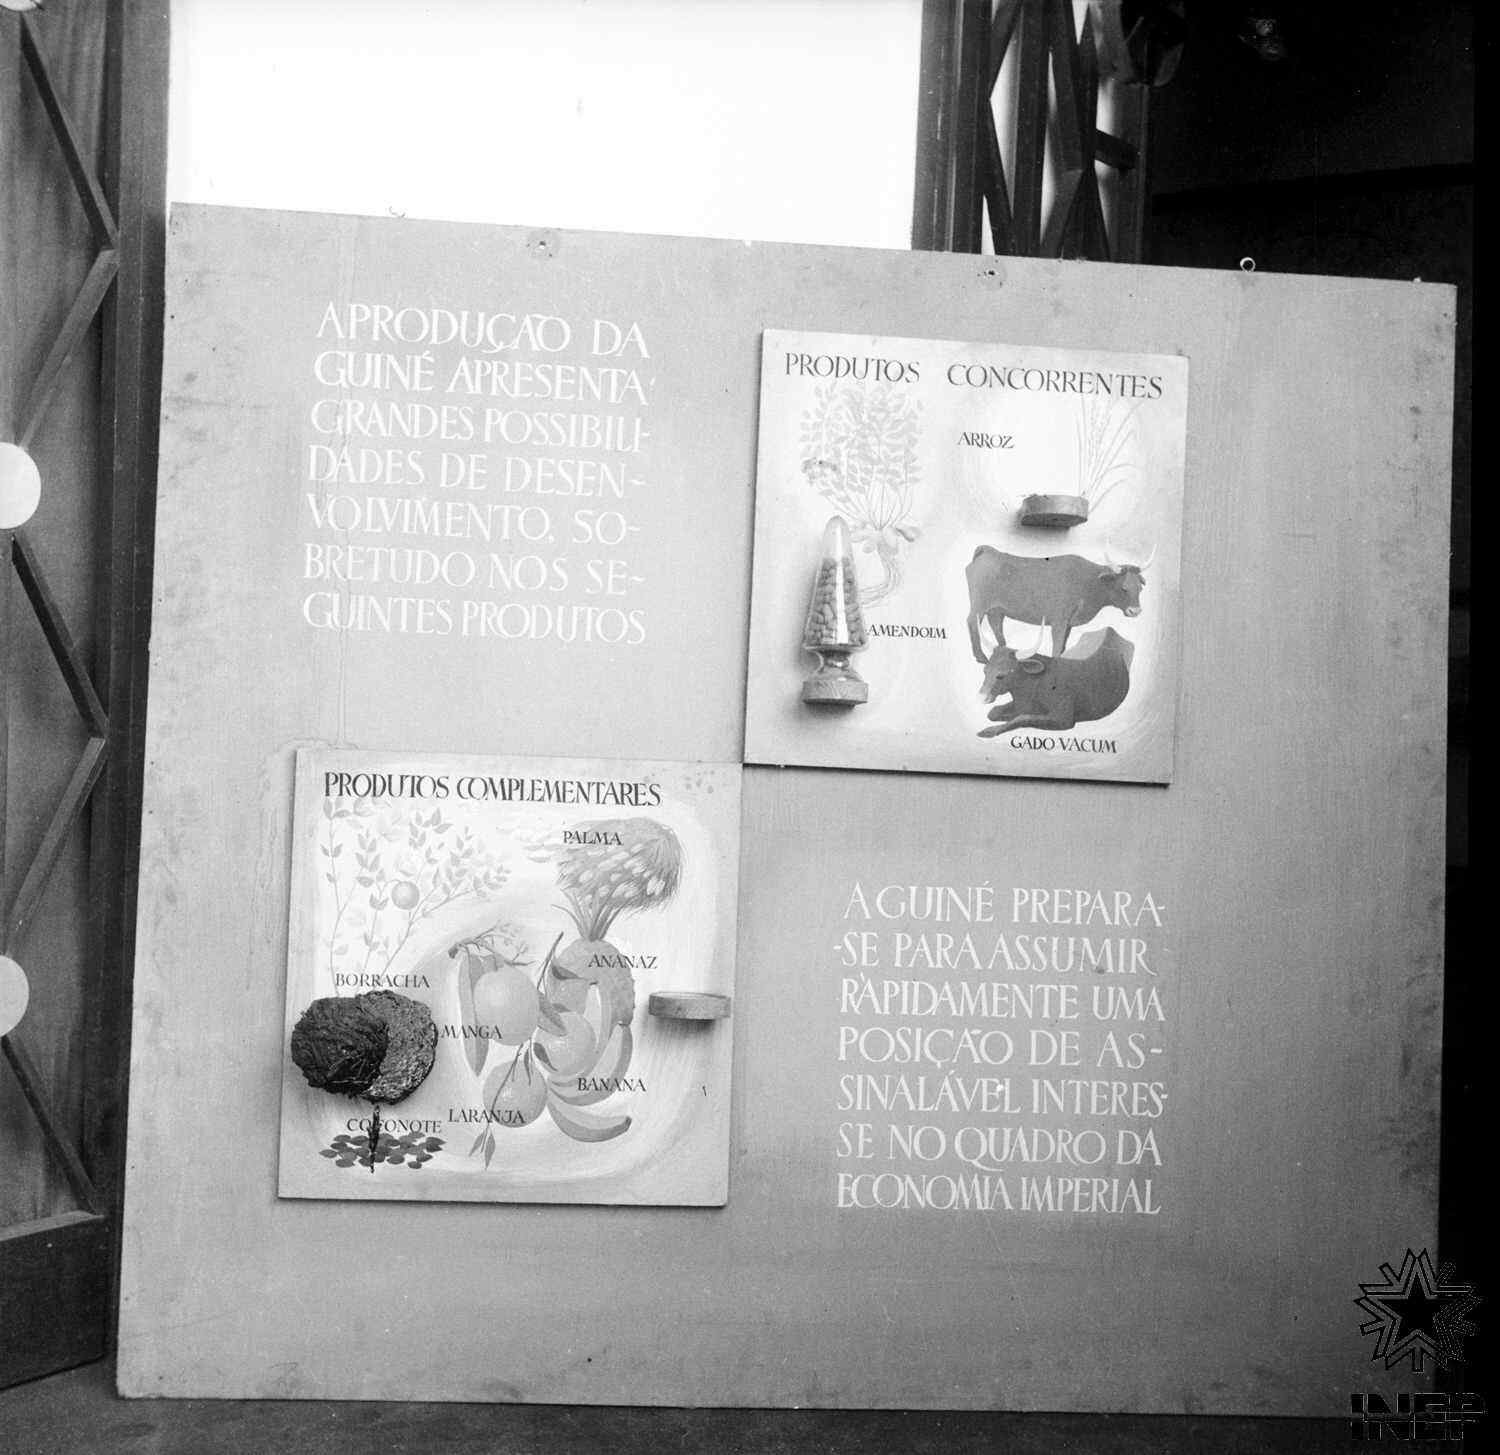 A PRODUÇÃO DA
GUINÉ APRESENTA
GRANDES POSSIBILI-
DADES DE DESEN-
VOLVIMENTO, SO-
BRETUDO NOS SE-
GUINTES PRODUTOS
PRODUTOS CONCORRENTES
ARROZ
AMENDOIM
GADO VACUM
PRODUTOS COMPLEMENTARES
PALMA
ANANAZ
BORRACHA
MANGA
BANANA
LARANJA
COCONOTE
A GUINÉ PREPARA-
-SE PARA ASSUMIR
RÀPIDAMENTE UMA
POSIÇÃO DE AS-
SINALÁVEL INTERES-
SE NO QUADRO DA
ECONOMIA IMPERIAL
INEP